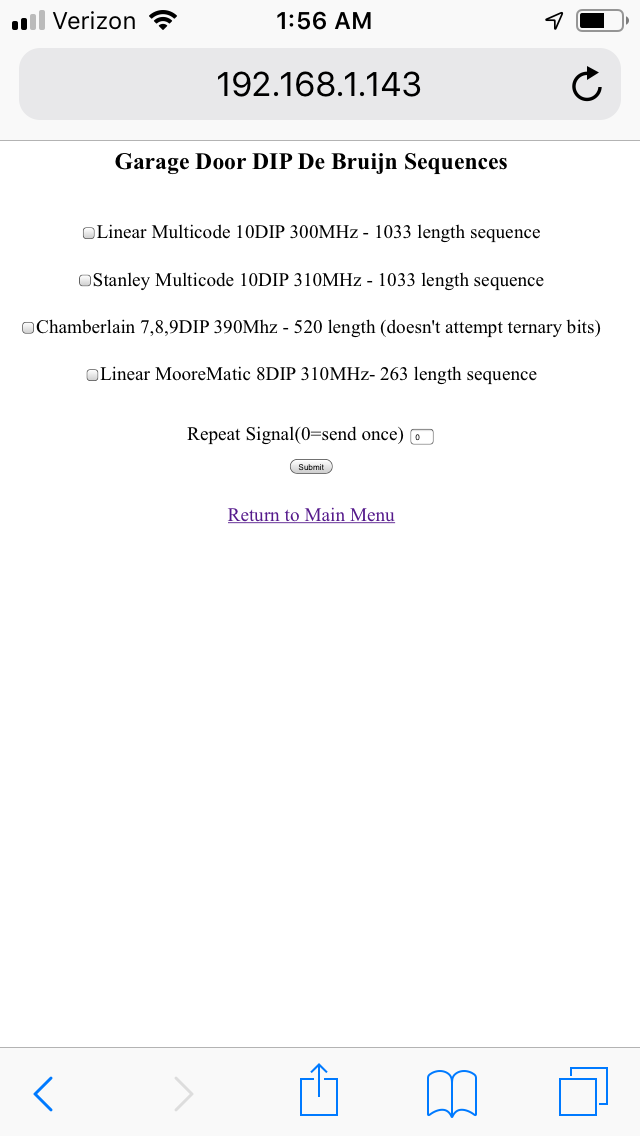 Verizon 1:56 AM
192.168.1.143
Garage Door DIP De Bruijn Sequences
Linear Multicode 10DIP 300MHz - 1033 length sequence
Stanley Multicode 10DIP 310MHz - 1033 length sequence
Chamberlain 7,8,9DIP 390Mhz - 520 length (doesn't attempt ternary bits)
Linear MooreMatic 8DIP 310MHz- 263 length sequence
Repeat Signal(0=send once) 0
Submit
Return to Main Menu